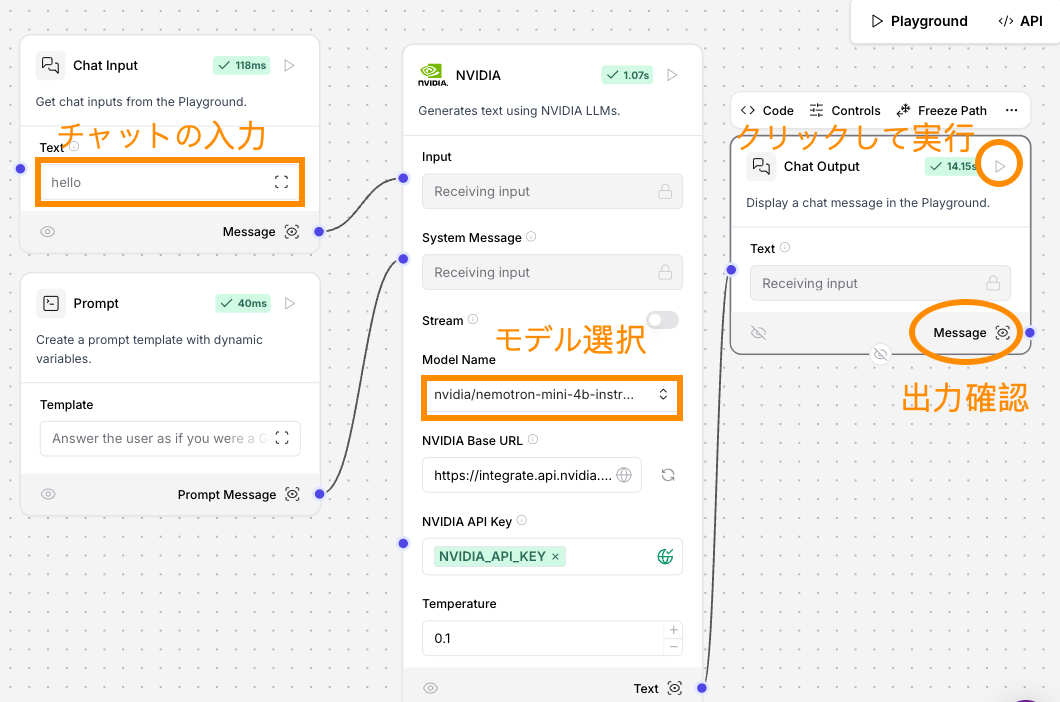 Playground
API
Chat Input
118ms
Get chat inputs from the Playground.
チャットの入力
Text
hello
Message
Prompt
40ms
Create a prompt template with dynamic
variables.
Template
Answer the user as if you were a G
Prompt Message
NVIDIA
NVIDIA.
1.07s
Generates text using NVIDIA LLMs.
Input
Receiving input
System Message
Receiving input
Stream
モデル選択
Model Name
nvidia/nemotron-mini-4b-instr...
NVIDIA Base URL
https://integrate.api.nvidia....
NVIDIA API Key
NVIDIA_API_KEY ×
Temperature
0.1
Text
Code
Controls
Freeze Path
クリックして実行
Chat Output
14.15s
Display a chat message in the Playground.
Text
Receiving input
Message
出力確認